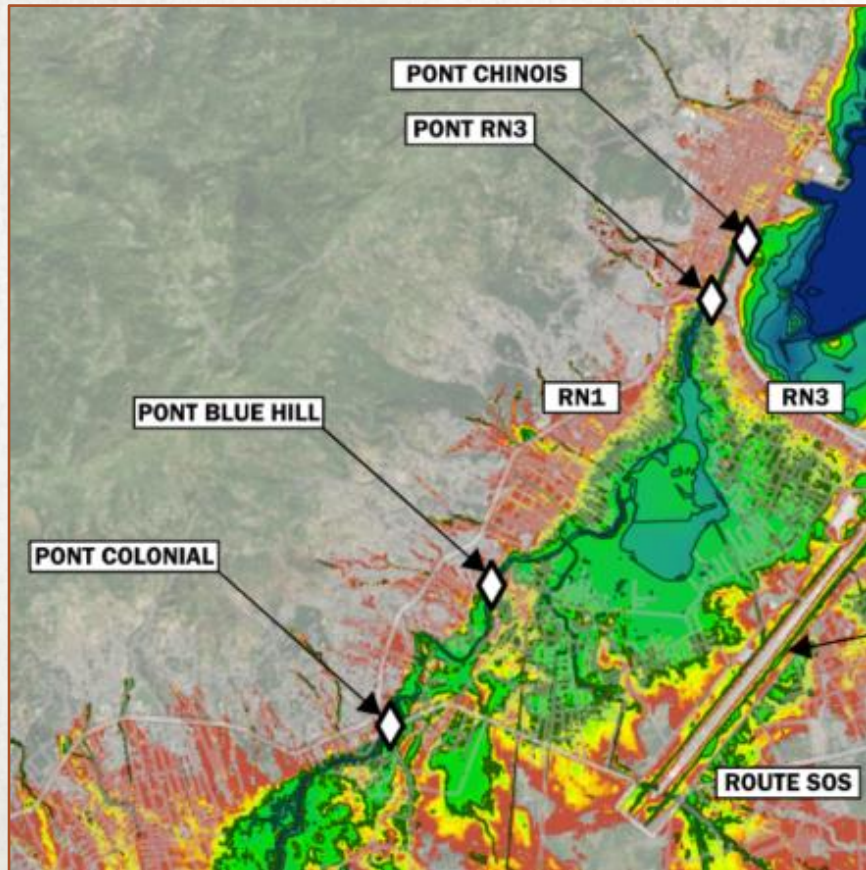 PONT CHINOIS
PONT RN3
RN1
RN3
PONT BLUE HILL
PONT COLONIAL
ROUTE SOS